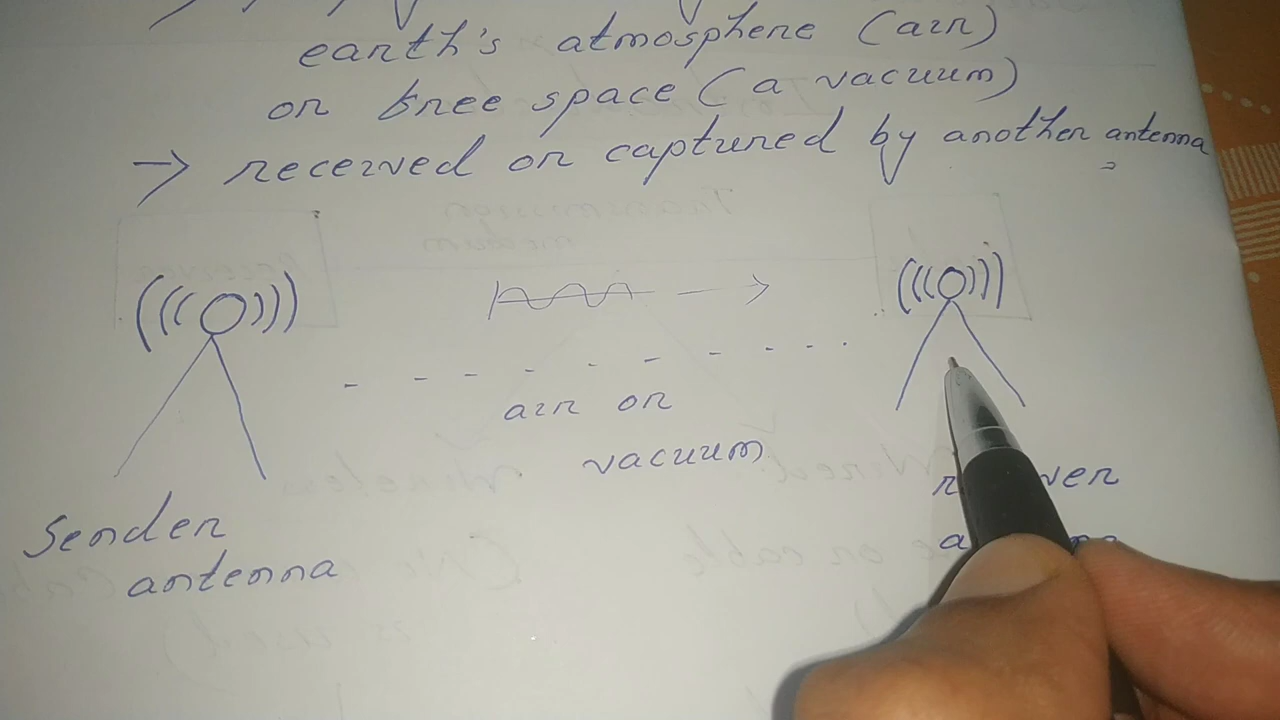 earth's atmosphere (air)
or free space (a vacuum)
→ received or captured by another antenna
air or
vacuum
Sender
antenna